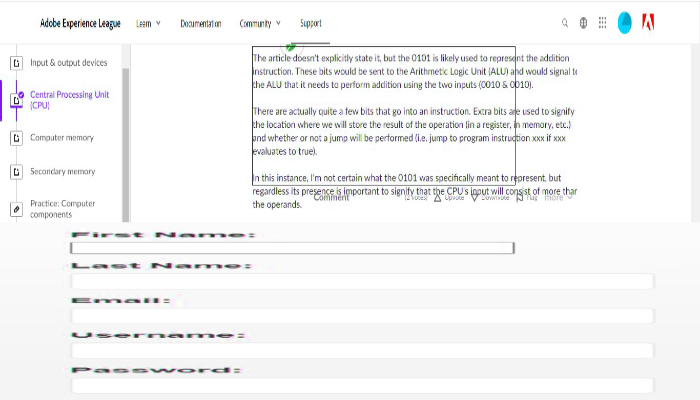 Adobe Experience League Learn Documentation Community Support
Input & output devices
Central Processing Unit
(CPU)
Computer memory
Secondary memory
Practice: Computer
components
The article doesn't explicitly state it, but the 0101 is likely used to represent the addition
instruction. These bits would be sent to the Arithmetic Logic Unit (ALU) and would signal t
the ALU that it needs to perform addition using the two inputs (0010 & 0010).
There are actually quite a few bits that go into an instruction. Extra bits are used to signify
the location where we will store the result of the operation (in a register, in memory, etc.)
and whether or not a jump will be performed (i.e. jump to program instruction xxx if xxx
evaluates to true).
In this instance, I'm not certain what the 0101 was specifically meant to represent, but
regardless its presence is important to signify that the CPU's input will consist of more than
the operands.
Comment (2 votes) Upvote Downvote Flag more
First Name:
Last Name:
Email:
Username:
Password: